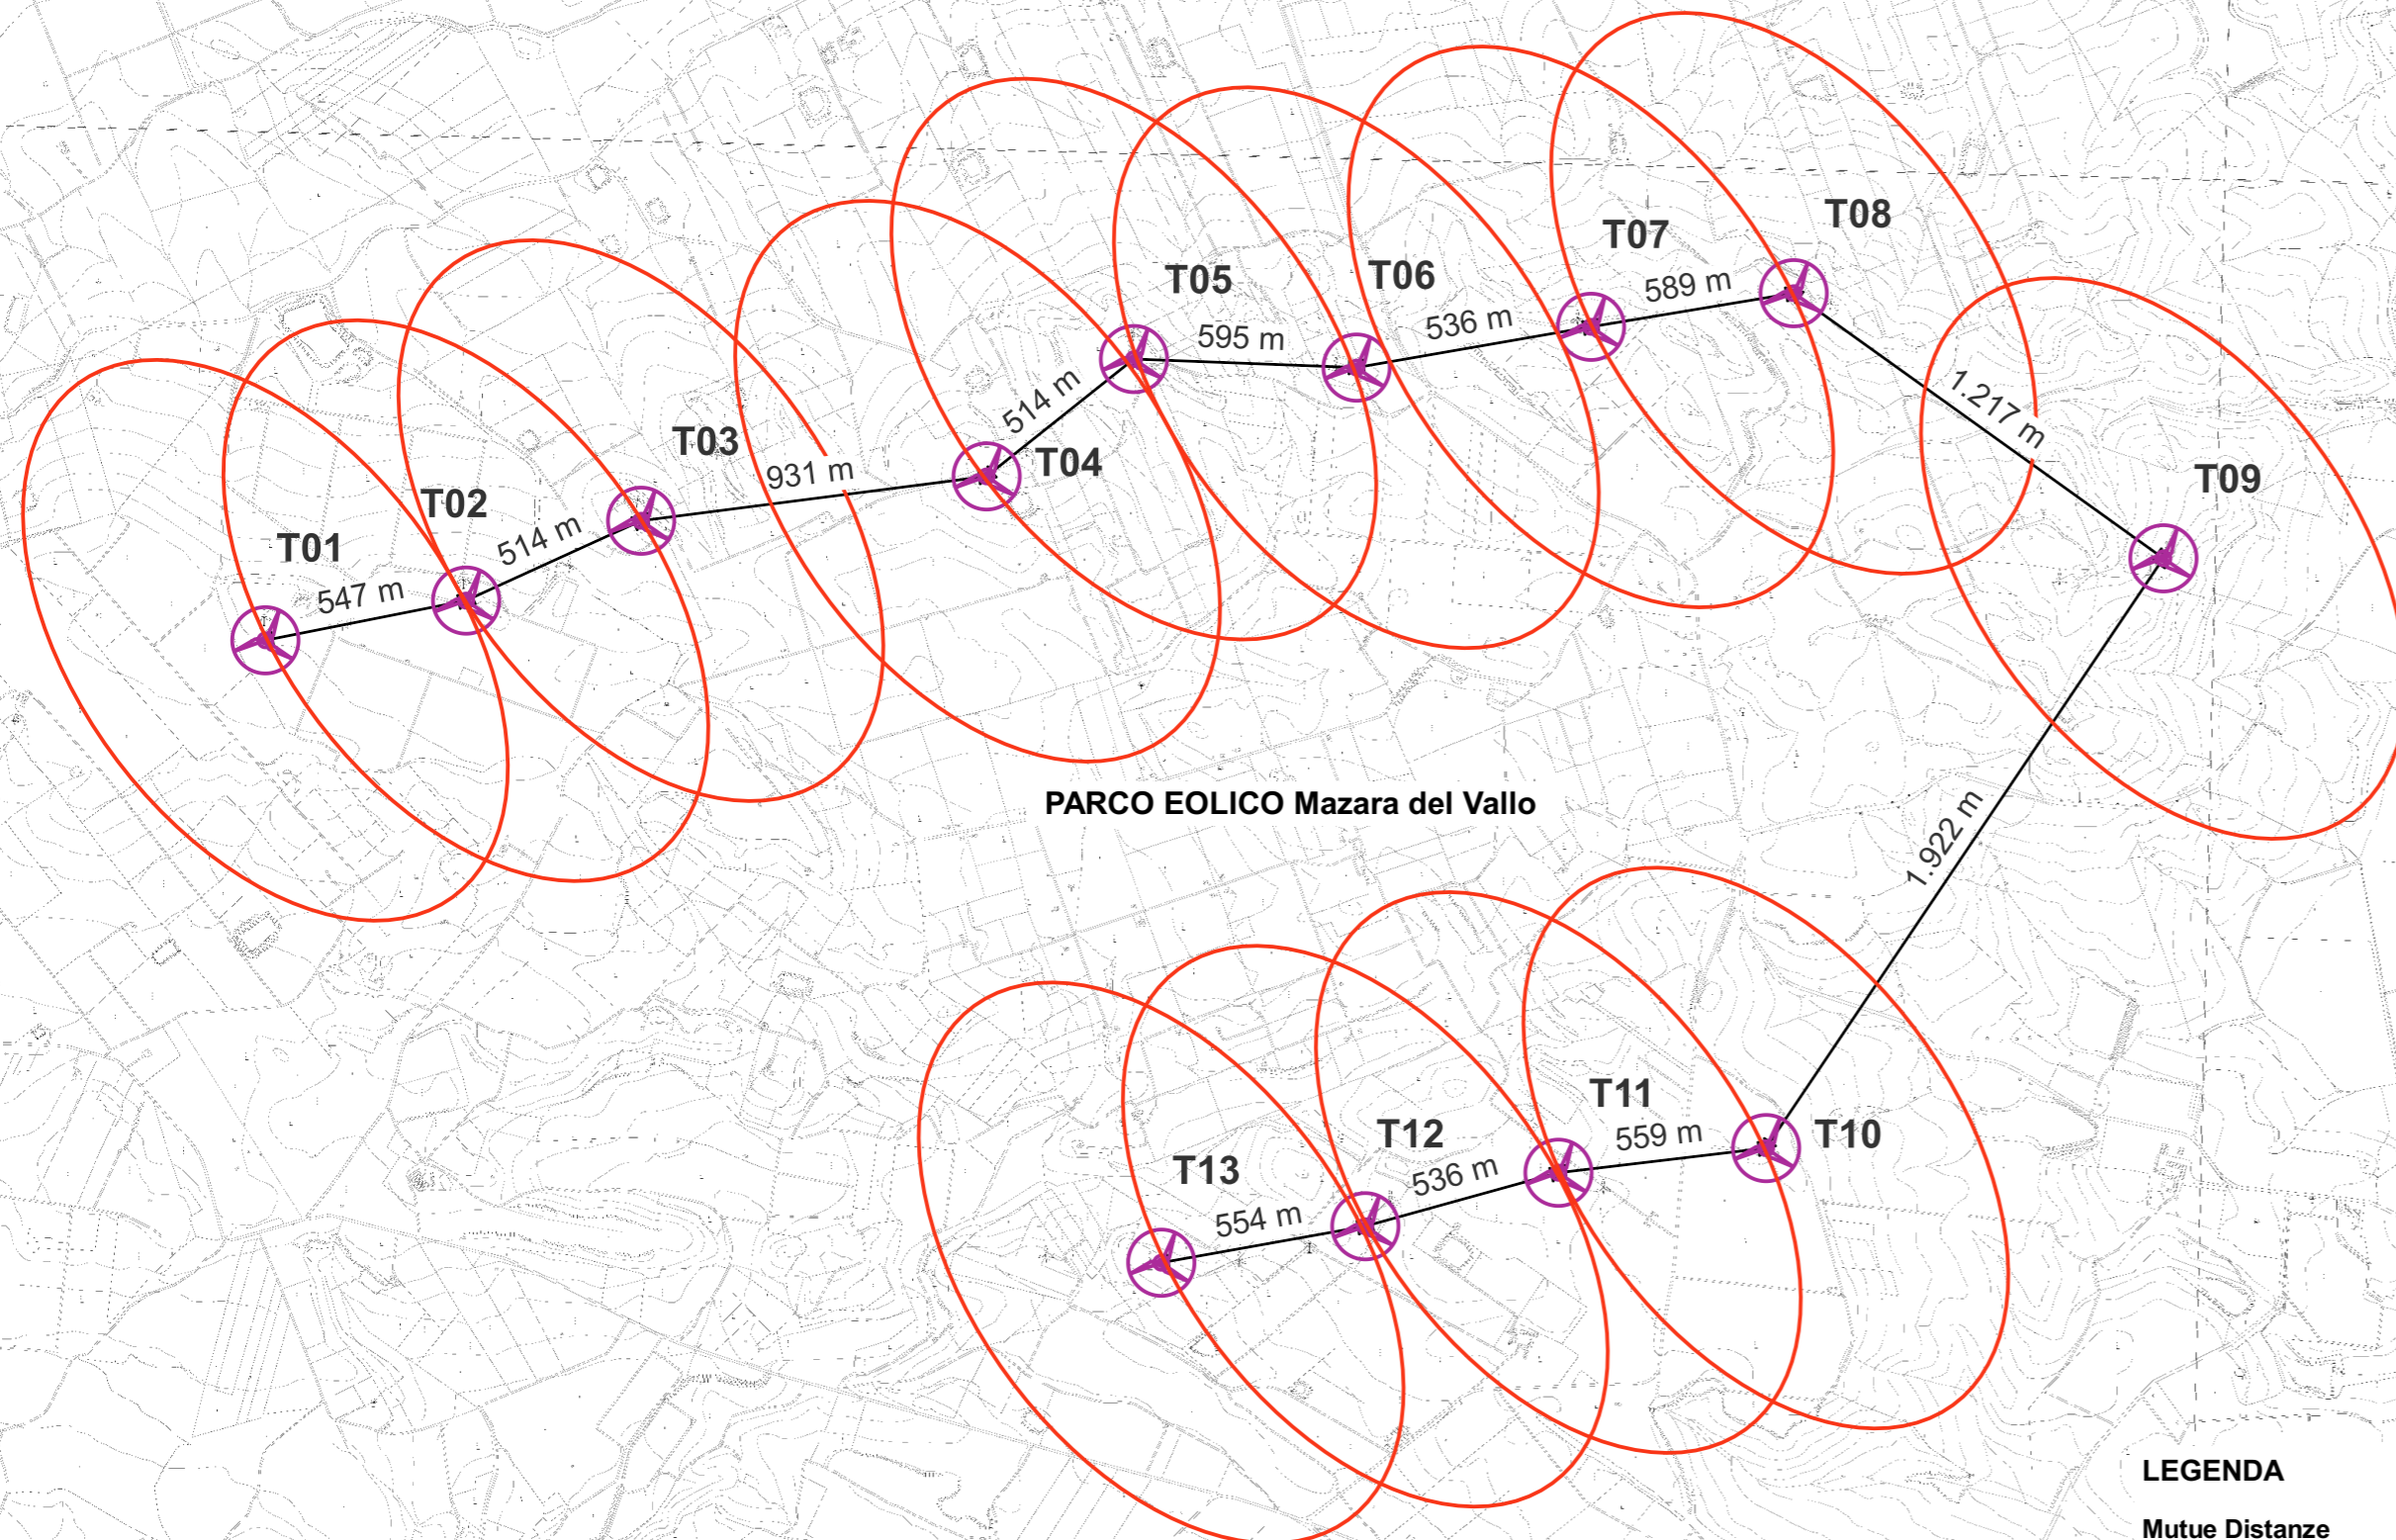 T08
T07
T06
T05
589 m
536 m
595 m
1.217 m
514 m
T03
T04
931 m
T09
T02
514 m
T01
547 m
PARCO EOLICO Mazara del Vallo
1.922 m
T11
T10
T12
559 m
T13
536 m
554 m
LEGENDA
Mutue Distanze